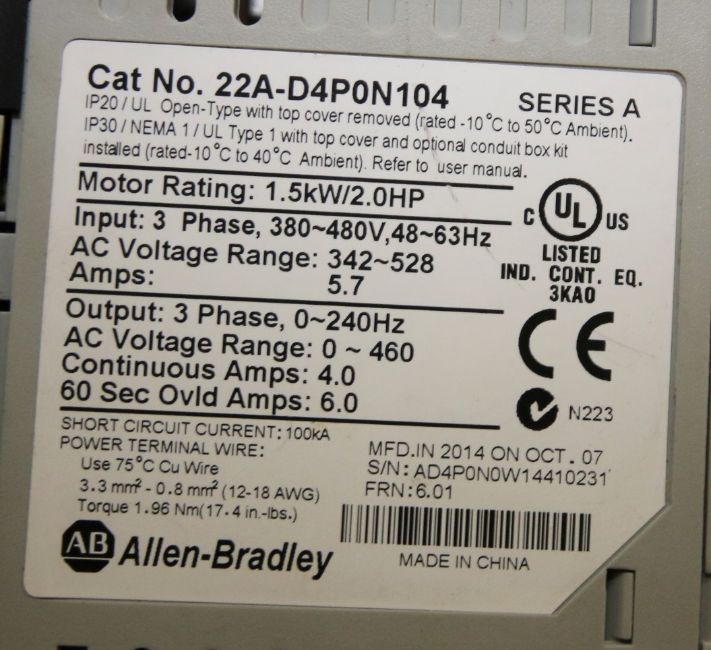 Cat No. 22A-D4P0N104 SERIES A
IP20 / UL Open-Type with top cover removed (rated -10°C to 50°C Ambient).
IP30 / NEMA 1 / UL Type 1 with top cover and optional conduit box kit
installed (rated-10°C to 40°C Ambient). Refer to user manual.
Motor Rating: 1.5kW/2.0HP
Input: 3 Phase, 380~480V,48~63Hz
AC Voltage Range: 342~528
Amps: 5.7
C UL US
LISTED
IND. CONT. EQ.
3KA0
Output: 3 Phase, 0~240Hz
AC Voltage Range: 0 ~ 460
Continuous Amps: 4.0
60 Sec Ovld Amps: 6.0
CE
N223
SHORT CIRCUIT CURRENT: 100kA
POWER TERMINAL WIRE:
Use 75°C Cu Wire
3.3 mm² - 0.8 mm² (12-18 AWG)
Torque 1.96 Nm(17.4 in.-lbs.)
MFD.IN 2014 ON OCT. 07
S/N: AD4P0N0W14410231
FRN: 6.01
AB Allen-Bradley
MADE IN CHINA